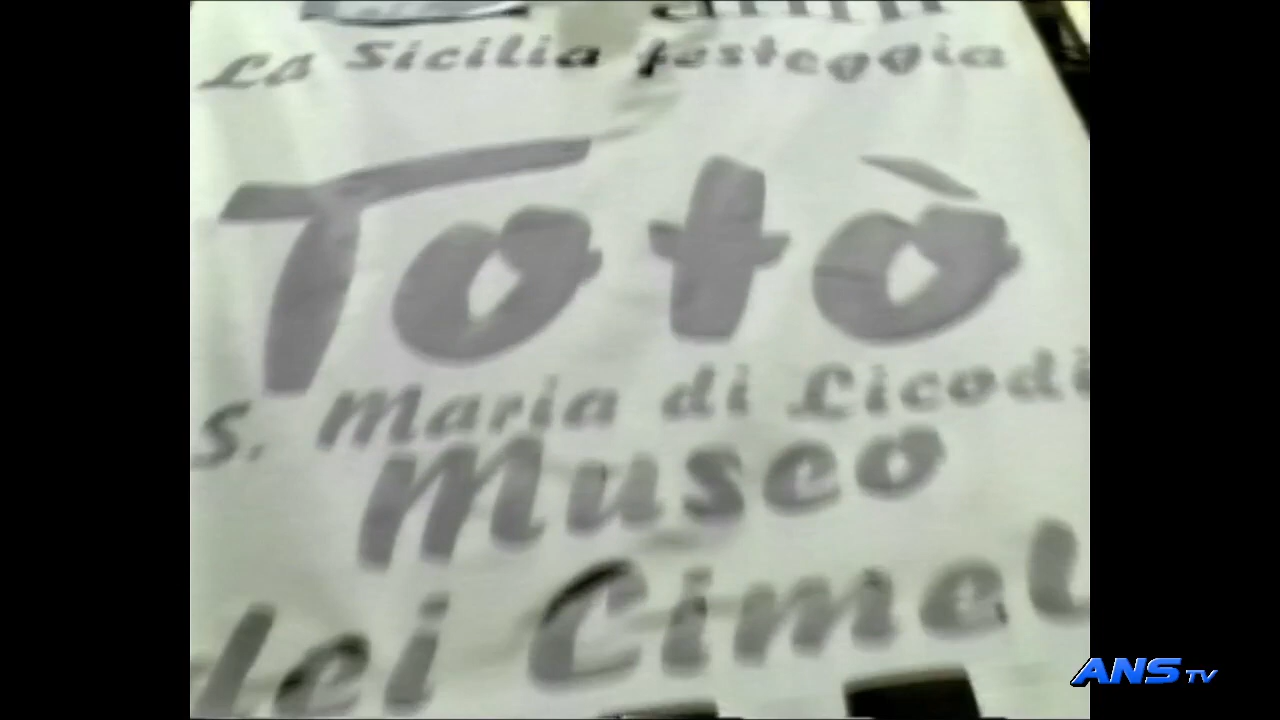 La Sicilia festeggia
Totò
S. Maria di Licodi
Museo
dei Cimel
ANS TV